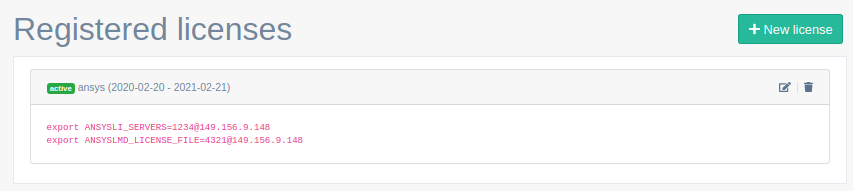 Registered licenses
New license
active ansys (2020-02-20 - 2021-02-21)
export ANSYSLI_SERVERS=1234@149.156.9.148
export ANSYSLMD_LICENSE_FILE=4321@149.156.9.148